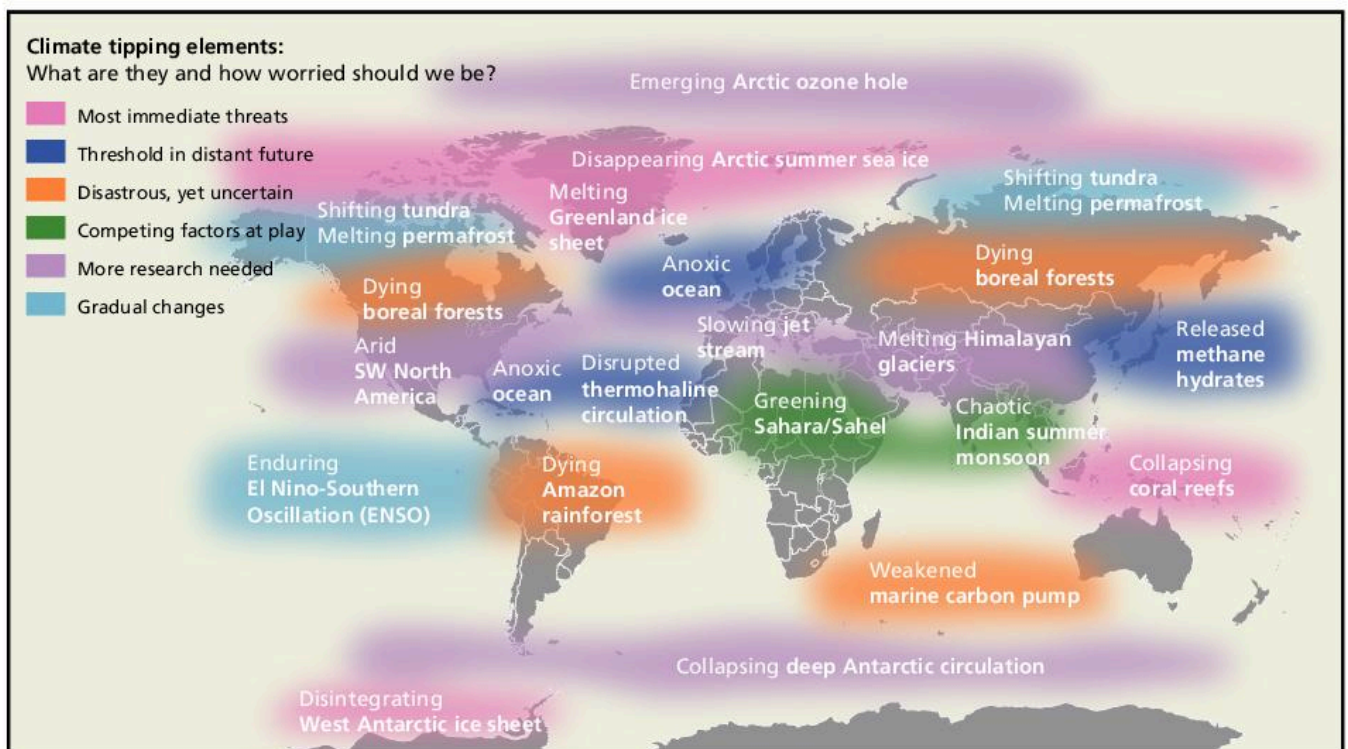 Climate tipping elements:
What are they and how worried should we be?
Most immediate threats
Threshold in distant future
Disastrous, yet uncertain
Competing factors at play
More research needed
Gradual changes
Emerging Arctic ozone hole
Disappearing Arctic summer sea ice
Melting
Greenland ice
sheet
Shifting tundra
Melting permafrost
Shifting tundra
Melting permafrost
Dying
boreal forests
Anoxic
ocean
Dying
boreal forests
Arid
SW North
America
Anoxic
ocean
Disrupted
thermohaline
circulation
Slowing jet
stream
Melting Himalayan
glaciers
Released
methane
hydrates
Greening
Sahara/Sahel
Chaotic
Indian summer
monsoon
Enduring
El Nino-Southern
Oscillation (ENSO)
Dying
Amazon
rainforest
Collapsing
coral reefs
Weakened
marine carbon pump
Collapsing deep Antarctic circulation
Disintegrating
West Antarctic ice sheet